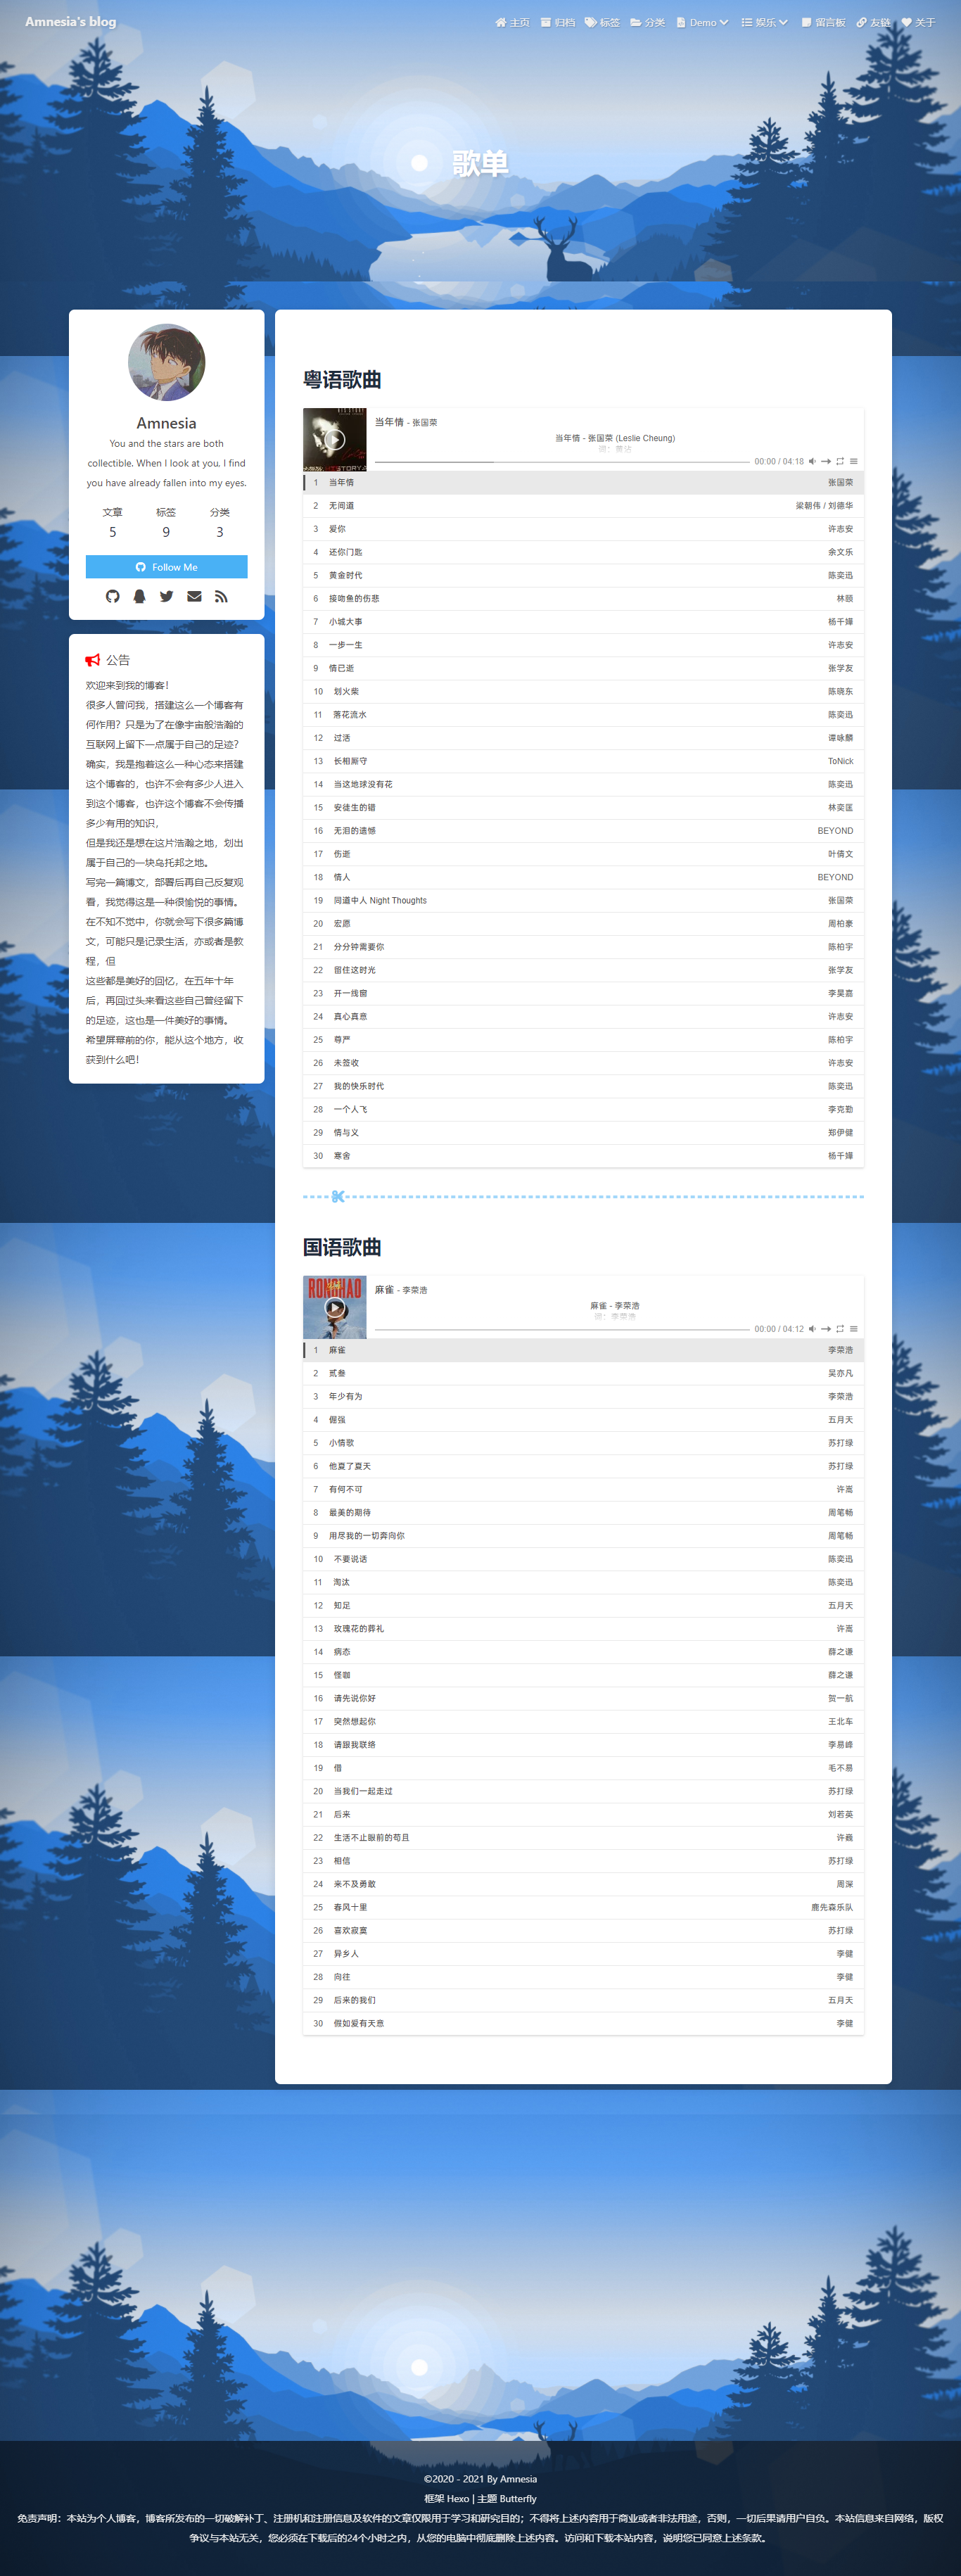 Amnesia's blog
主页 归档 标签 分类 Demo 娱乐 留言板 友链 关于
歌单
Amnesia
You and the stars are both
collectible. When I look at you, I find
you have already fallen into my eyes.
文章 标签 分类
5 9 3
Follow Me
公告
欢迎来到我的博客！
很多人曾问我，搭建这么一个博客有
何作用？只是为了在像宇宙般浩瀚的
互联网上留下一点属于自己的足迹？
确实，我是抱着这么一种心态来搭建
这个博客的，也许不会有多少人进入
到这个博客，也许这个博客不会传播
多少有用的知识，
但是我还是想在这片浩瀚之地，划出
属于自己的一块乌托邦之地。
写完一篇博文，部署后再自己反复观
看，我觉得这是一种很愉悦的事情。
在不知不觉中，你就会写下很多篇博
文，可能只是记录生活，亦或者是教
程，但
这些都是美好的回忆，在五年十年
后，再回过头来看这些自己曾经留下
的足迹，这也是一件美好的事情。
希望屏幕前的你，能从这个地方，收
获到什么吧！
粤语歌曲
当年情 - 张国荣
当年情 - 张国荣 (Leslie Cheung)
词：黄沾
00:00 / 04:18
1 当年情 张国荣
2 无间道 梁朝伟 / 刘德华
3 爱你 许志安
4 还你门匙 余文乐
5 黄金时代 陈奕迅
6 接吻鱼的伤悲 林颐
7 小城大事 杨千嬅
8 一步一生 许志安
9 情已逝 张学友
10 划火柴 陈晓东
11 落花流水 陈奕迅
12 过活 谭咏麟
13 长相厮守 ToNick
14 当这地球没有花 陈奕迅
15 安徒生的错 林奕匡
16 无泪的遗憾 BEYOND
17 伤逝 叶倩文
18 情人 BEYOND
19 同道中人 Night Thoughts 张国荣
20 宏愿 周柏豪
21 分分钟需要你 陈柏宇
22 留住这时光 张学友
23 开一线窗 李昊嘉
24 真心真意 许志安
25 尊严 陈柏宇
26 未签收 许志安
27 我的快乐时代 陈奕迅
28 一个人飞 李克勤
29 情与义 郑伊健
30 寒舍 杨千嬅
国语歌曲
麻雀 - 李荣浩
麻雀 - 李荣浩
词：李荣浩
00:00 / 04:12
1 麻雀 李荣浩
2 贰叁 吴亦凡
3 年少有为 李荣浩
4 倔强 五月天
5 小情歌 苏打绿
6 他夏了夏天 苏打绿
7 有何不可 许嵩
8 最美的期待 周笔畅
9 用尽我的一切奔向你 周笔畅
10 不要说话 陈奕迅
11 淘汰 陈奕迅
12 知足 五月天
13 玫瑰花的葬礼 许嵩
14 病态 薛之谦
15 怪咖 薛之谦
16 请先说你好 贺一航
17 突然想起你 王北车
18 请跟我联络 李易峰
19 借 毛不易
20 当我们一起走过 苏打绿
21 后来 刘若英
22 生活不止眼前的苟且 许巍
23 相信 苏打绿
24 来不及勇敢 周深
25 春风十里 鹿先森乐队
26 喜欢寂寞 苏打绿
27 异乡人 李健
28 向往 李健
29 后来的我们 五月天
30 假如爱有天意 李健
©2020 - 2021 By Amnesia
框架 Hexo | 主题 Butterfly
免责声明：本站为个人博客，博客所发布的一切破解补丁、注册机和注册信息及软件的文章仅限用于学习和研究目的；不得将上述内容用于商业或者非法用途，否则，一切后果请用户自负。本站信息来自网络，版权
争议与本站无关，您必须在下载后的24个小时之内，从您的电脑中彻底删除上述内容。访问和下载本站内容，说明您已同意上述条款。